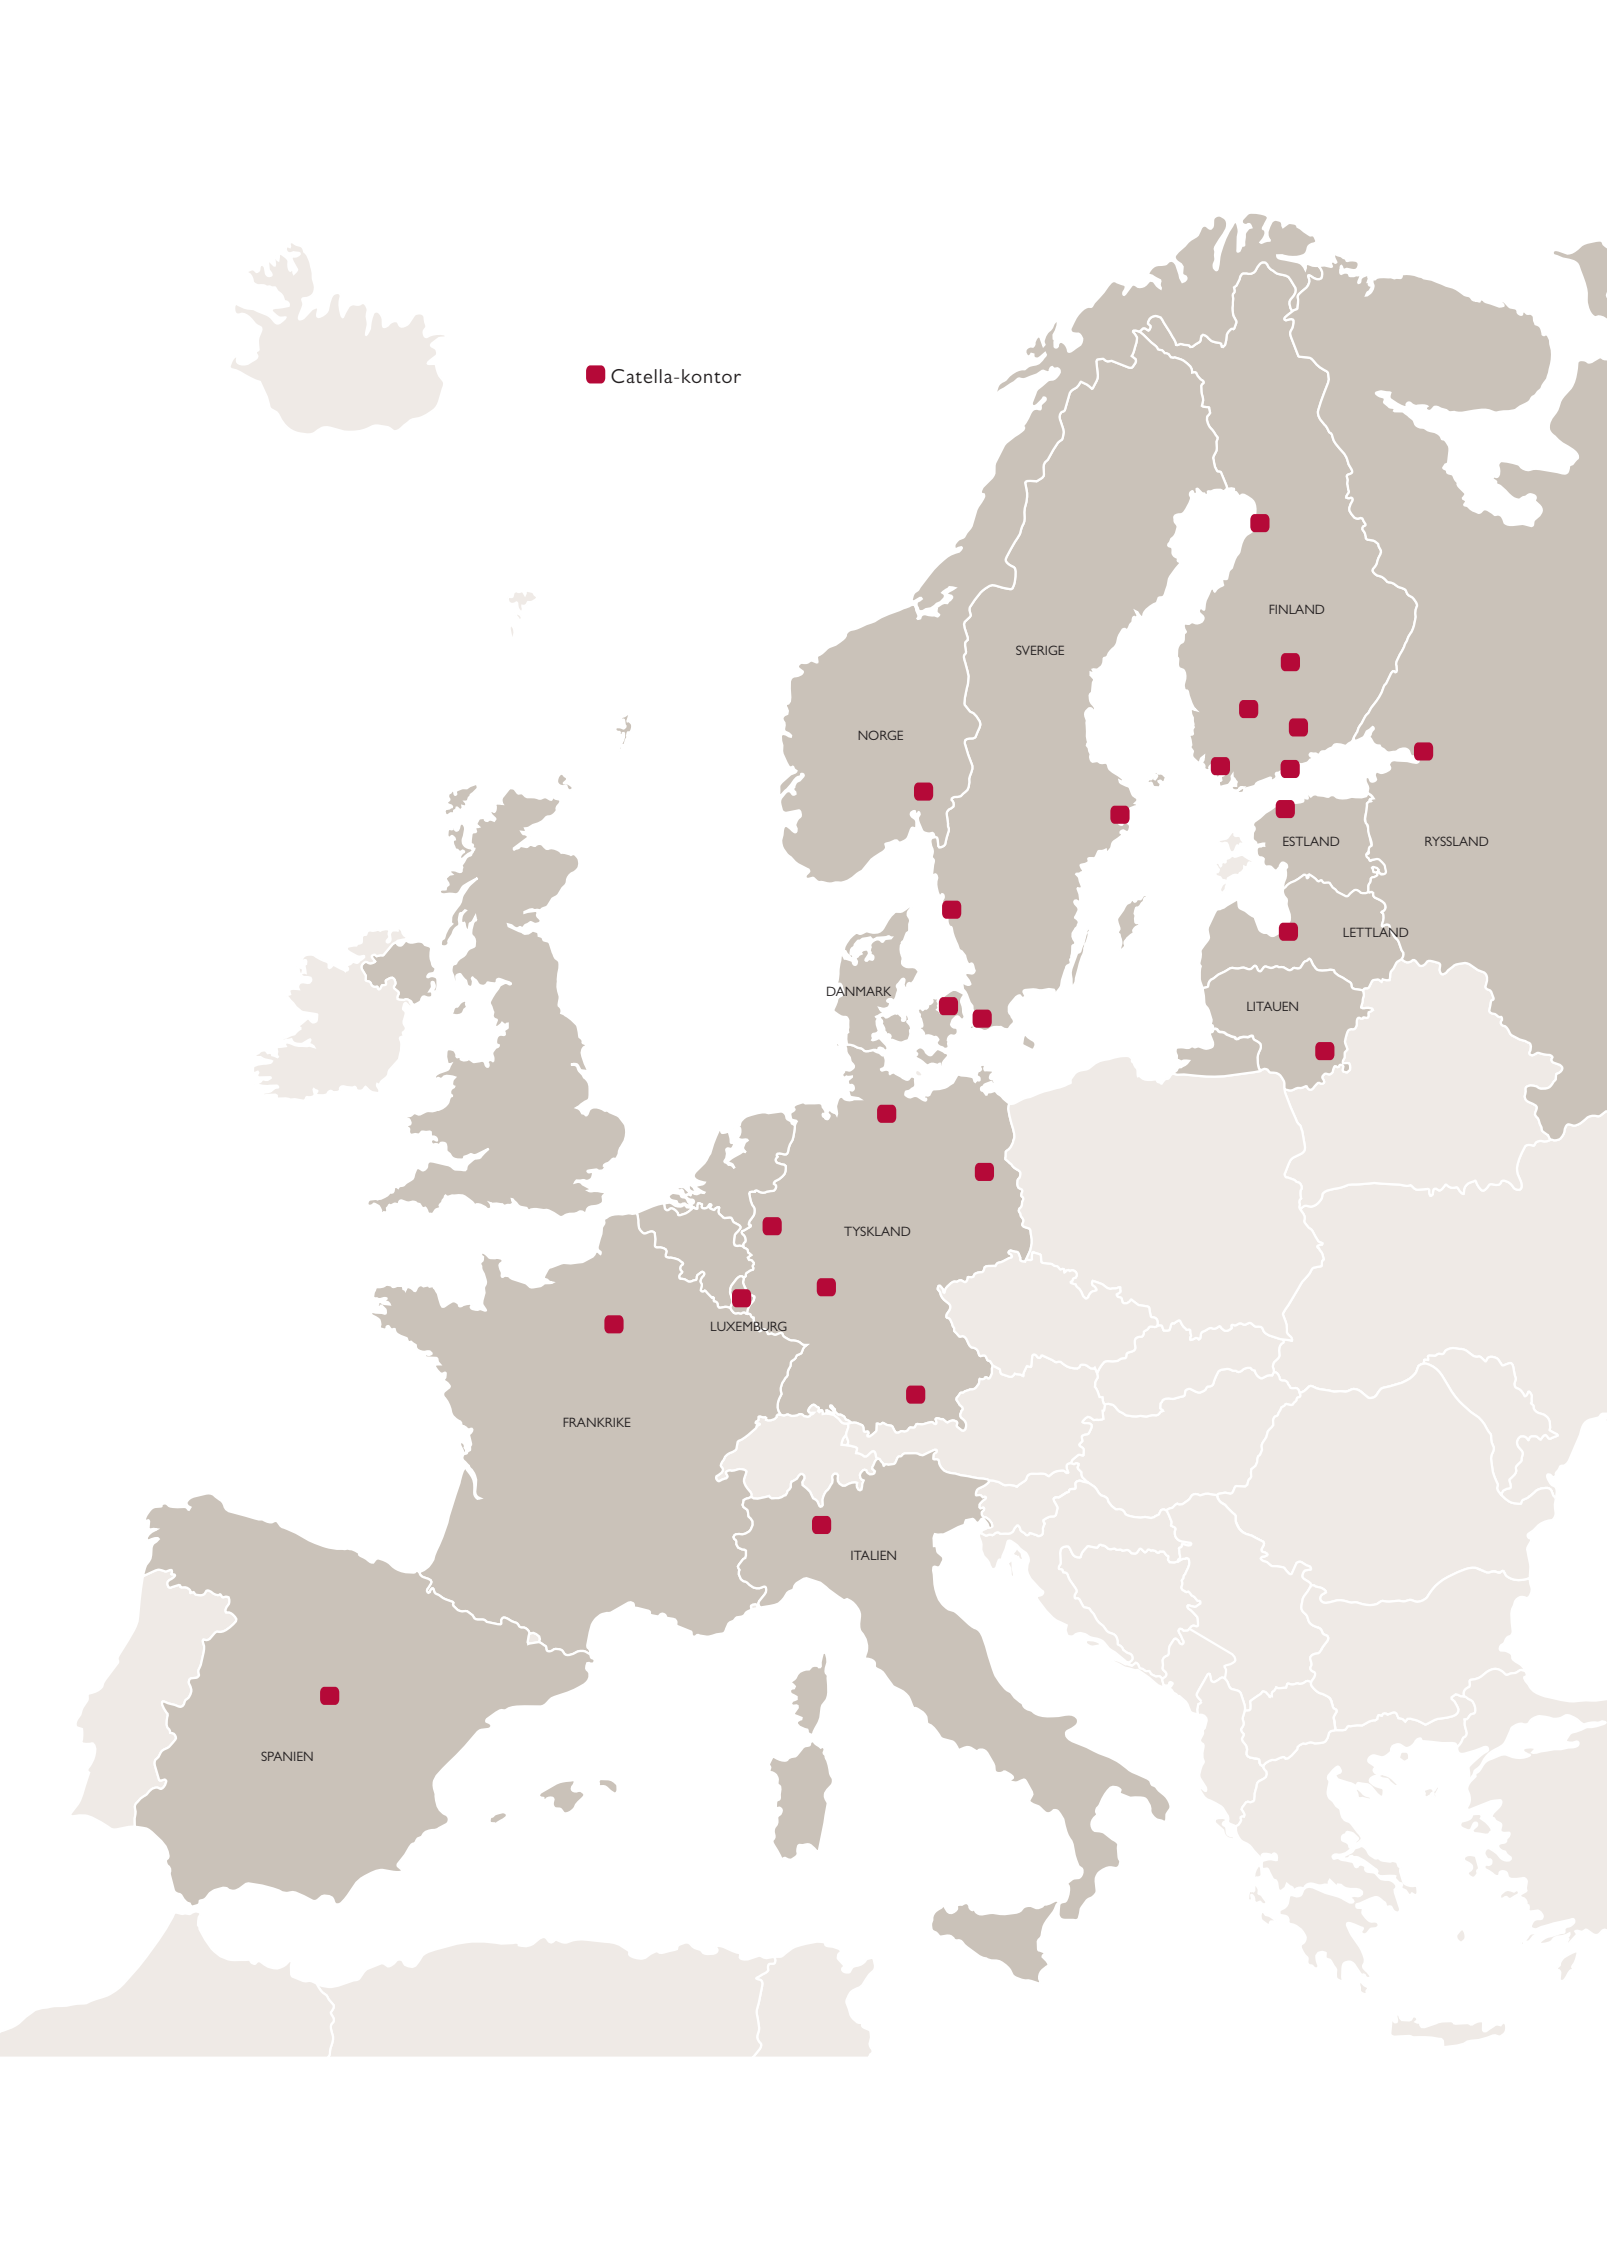 Catella-kontor
FINLAND
SVERIGE
NORGE
ESTLAND
RYSSLAND
LETTLAND
DANMARK
LITAUEN
TYSKLAND
LUXEMBURG
FRANKRIKE
ITALIEN
SPANIEN